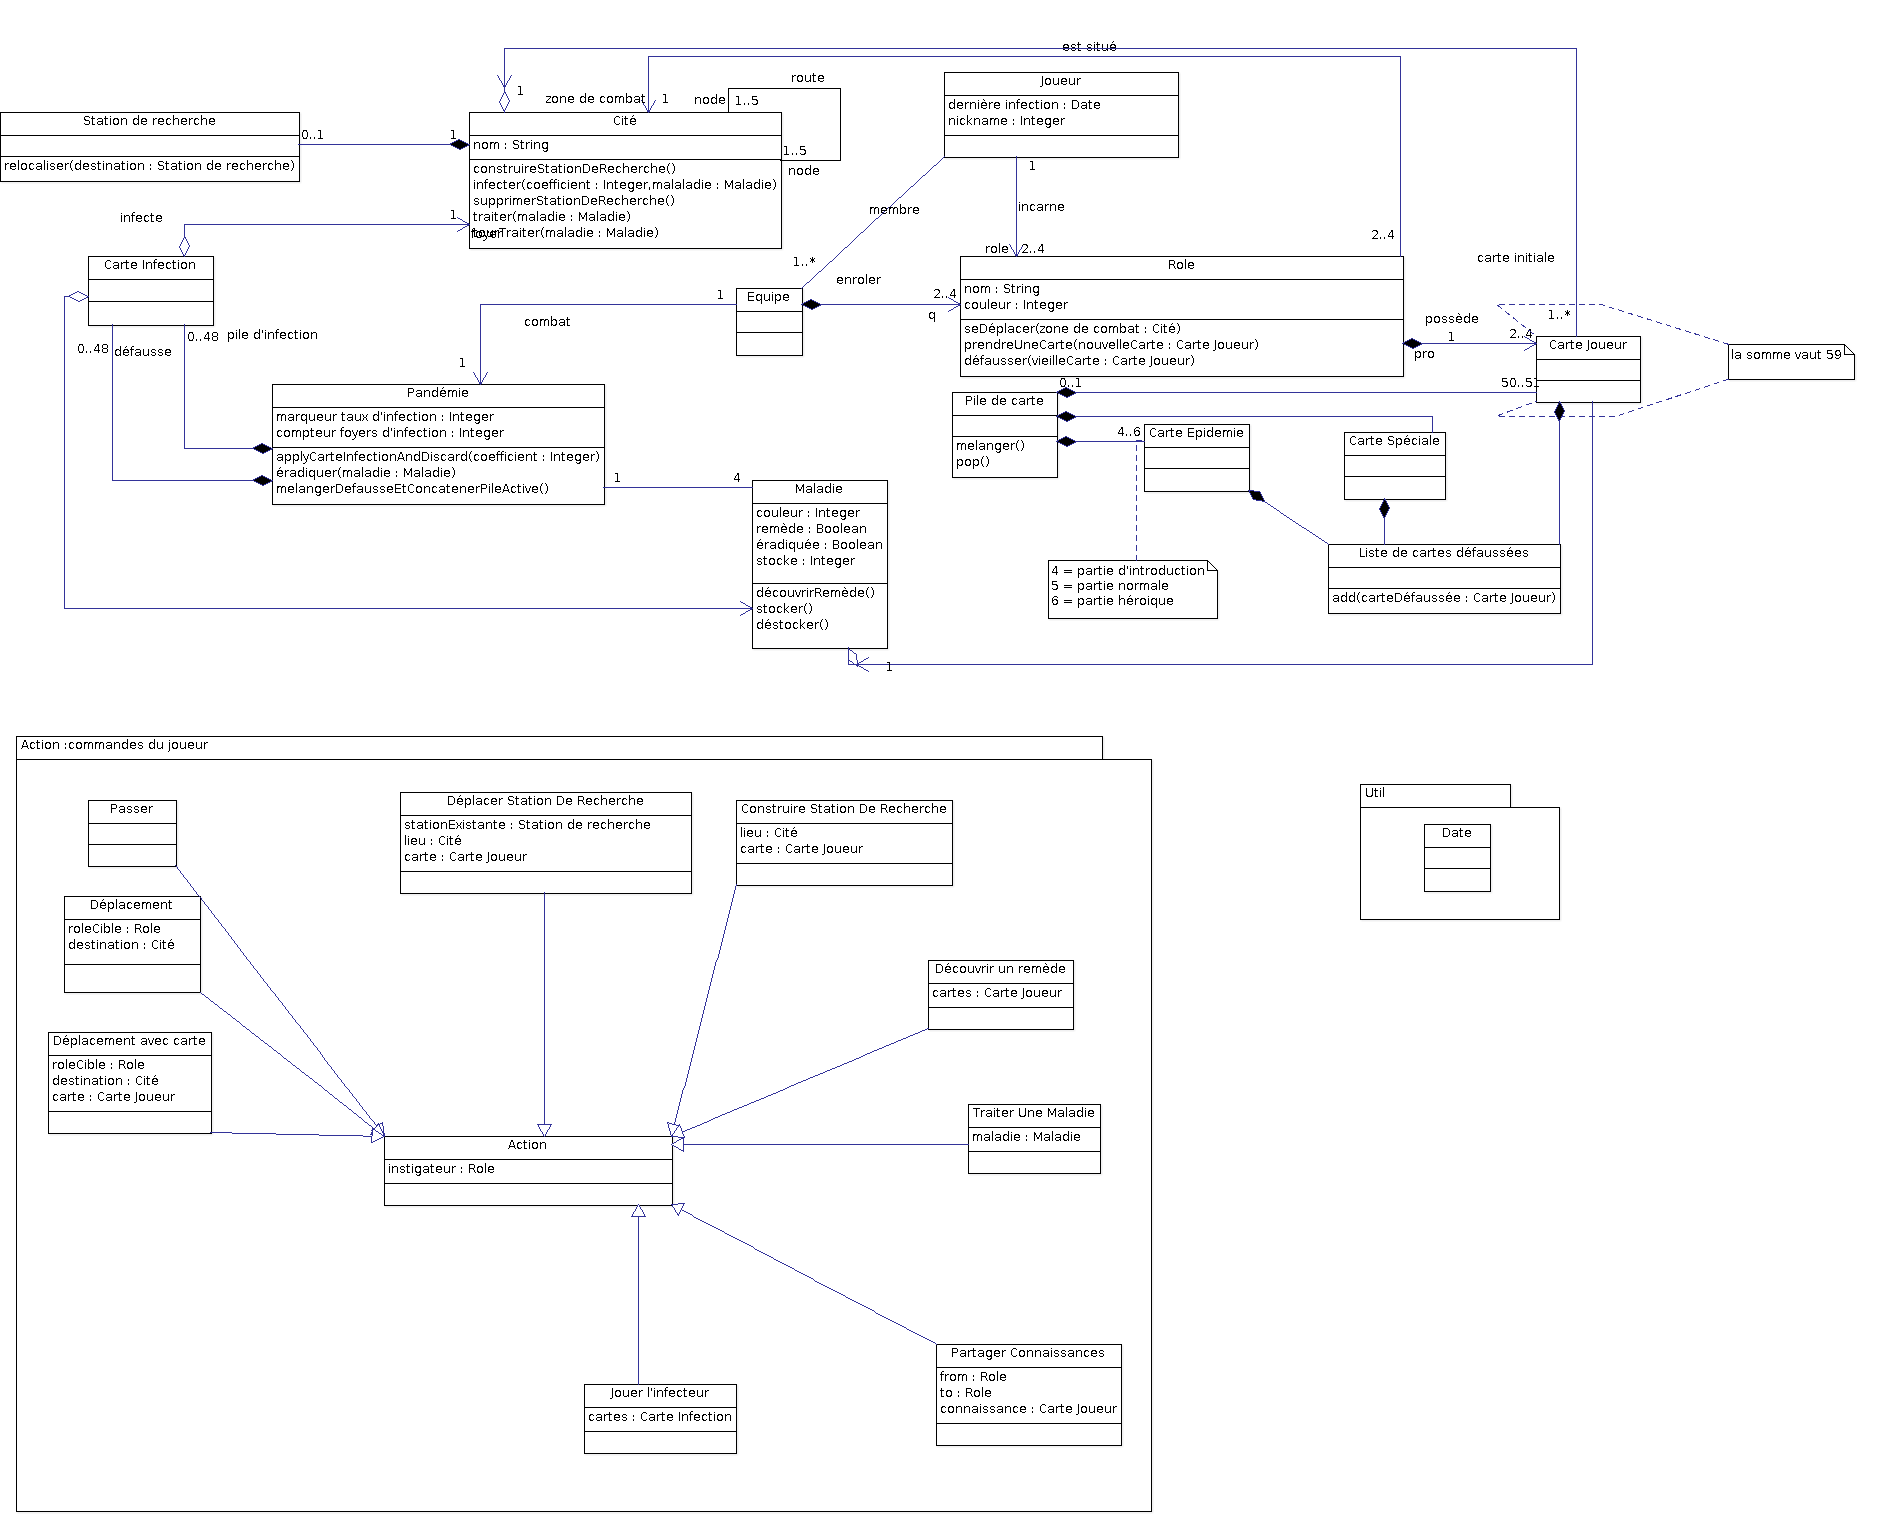 est situé
1
zone de combat
1
route
node
1..5
1..5
node
Station de recherche
relocaliser(destination : Station de recherche)
0..1
1
Cité
nom : String
construireStationDeRecherche()
infecter(coefficient : Integer,malaladie : Maladie)
supprimerStationDeRecherche()
traiter(maladie : Maladie)
tourTraiter(maladie : Maladie)
foyer
1
infecte
Joueur
dernière infection : Date
nickname : Integer
1
incarne
role
2..4
membre
1..*
enroler
2..4
q
2..4
Carte Infection
0..48
défausse
0..48
pile d'infection
Equipe
1
combat
1
Role
nom : String
couleur : Integer
seDéplacer(zone de combat : Cité)
prendreUneCarte(nouvelleCarte : Carte Joueur)
défausser(vieilleCarte : Carte Joueur)
carte initiale
1..*
possède
1
2..4
pro
Carte Joueur
la somme vaut 59
Pandémie
marqueur taux d'infection : Integer
compteur foyers d'infection : Integer
applyCarteInfectionAndDiscard(coefficient : Integer)
éradiquer(maladie : Maladie)
melangerDefausseEtConcatenerPileActive()
1
4
0..1
50..51
Pile de carte
melanger()
pop()
4..6
Carte Epidemie
Carte Spéciale
Maladie
couleur : Integer
remède : Boolean
éradiquée : Boolean
stocke : Integer
découvrirRemède()
stocker()
déstocker()
1
4 = partie d'introduction
5 = partie normale
6 = partie héroique
Liste de cartes défaussées
add(carteDéfaussée : Carte Joueur)
Action :commandes du joueur
Passer
Déplacer Station De Recherche
stationExistante : Station de recherche
lieu : Cité
carte : Carte Joueur
Construire Station De Recherche
lieu : Cité
carte : Carte Joueur
Déplacement
roleCible : Role
destination : Cité
Découvrir un remède
cartes : Carte Joueur
Déplacement avec carte
roleCible : Role
destination : Cité
carte : Carte Joueur
Traiter Une Maladie
maladie : Maladie
Action
instigateur : Role
Partager Connaissances
from : Role
to : Role
connaissance : Carte Joueur
Jouer l'infecteur
cartes : Carte Infection
Util
Date